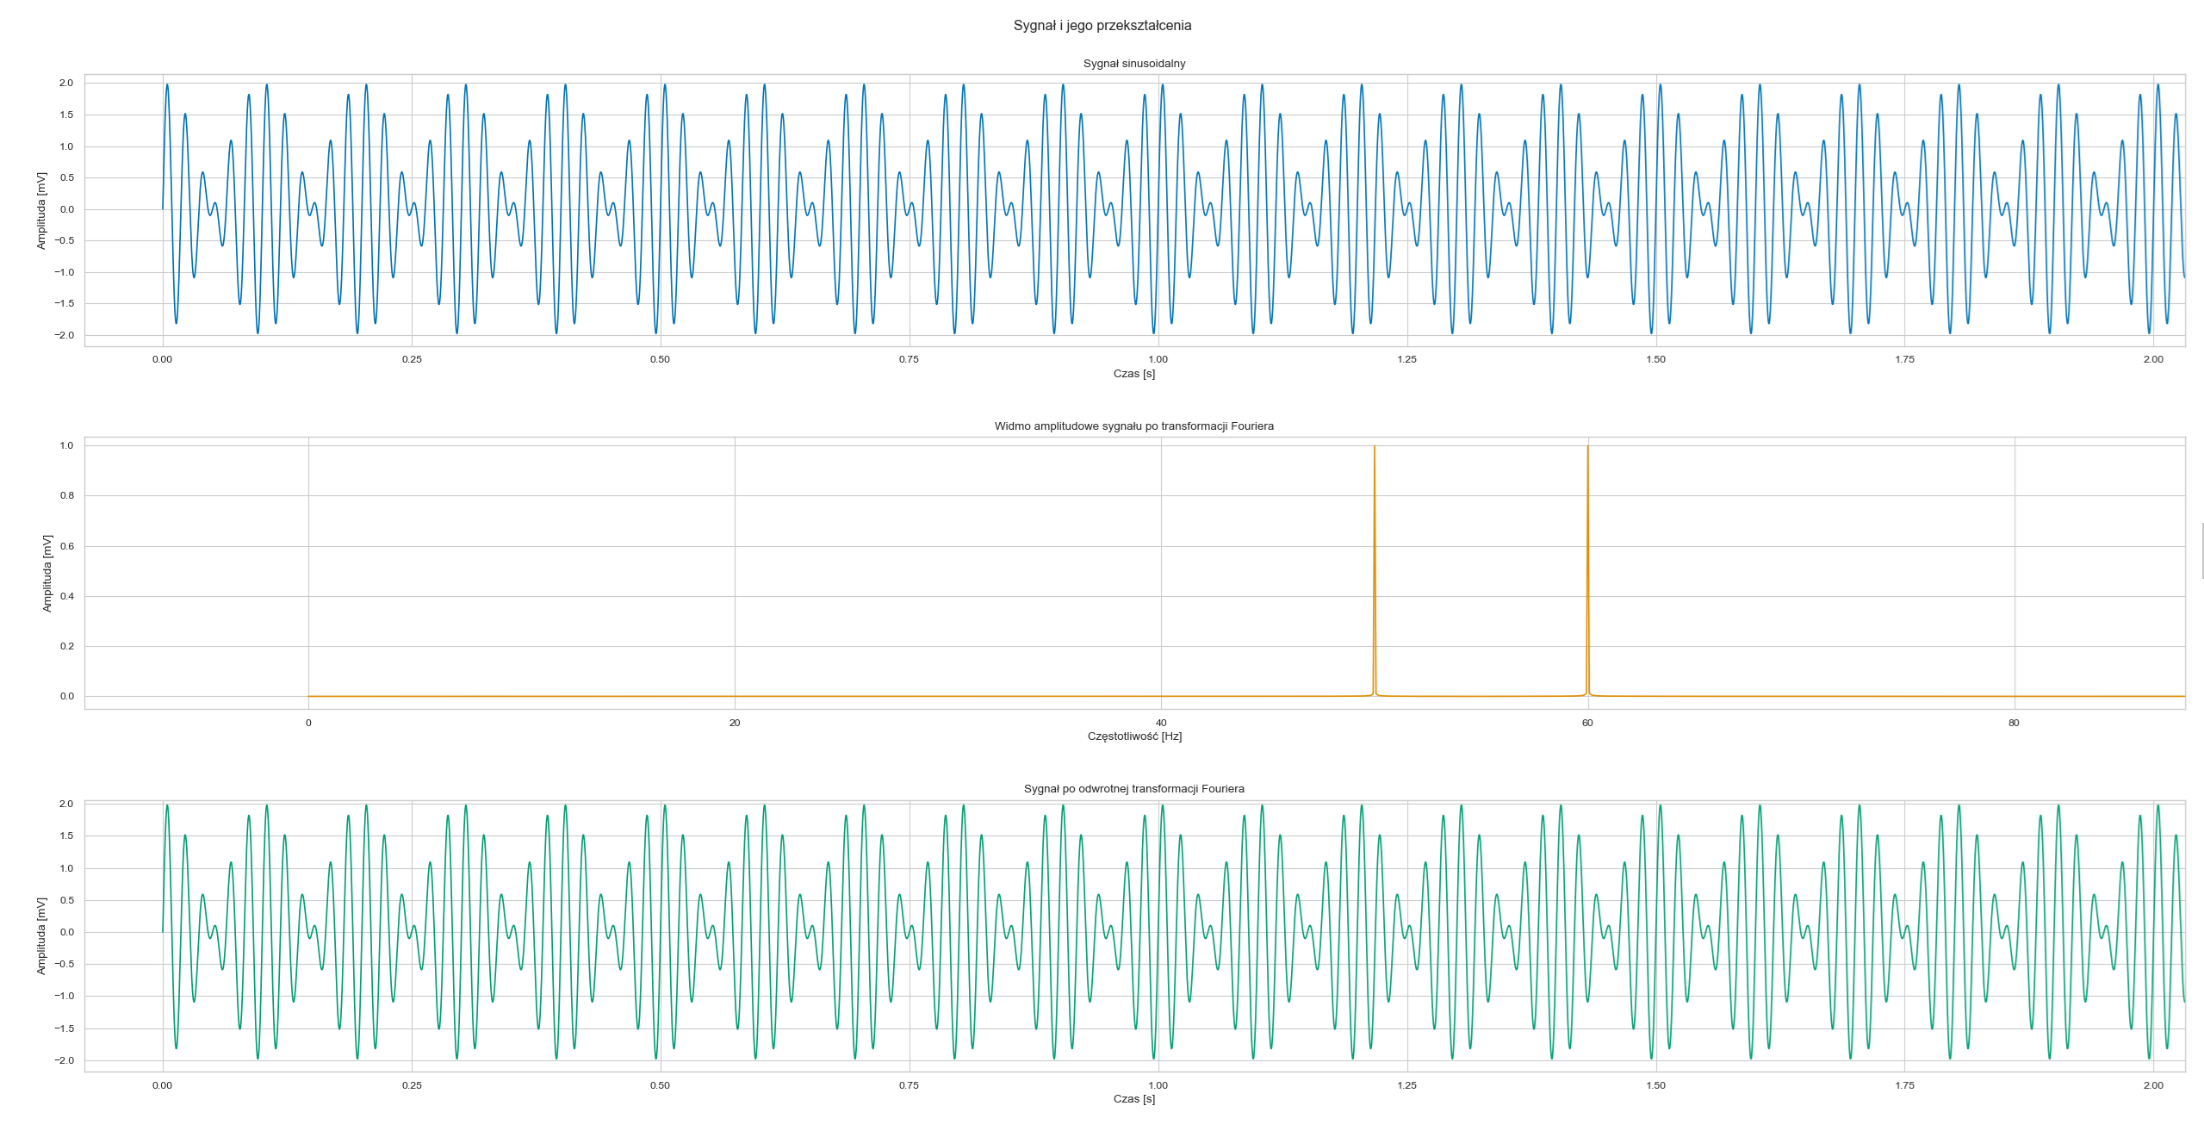 Sygnał i jego przekształcenia
Sygnał sinusoidalny
2.0
1.5
1.0
0.5
0.0
−0.5
−1.0
−1.5
−2.0
Amplituda [mV]
0.00 0.25 0.50 0.75 1.00 1.25 1.50 1.75 2.00
Czas [s]
Widmo amplitudowe sygnału po transformacji Fouriera
1.0
0.8
0.6
0.4
0.2
0.0
Amplituda [mV]
0 20 40 60 80
Częstotliwość [Hz]
Sygnał po odwrotnej transformacji Fouriera
2.0
1.5
1.0
0.5
0.0
−0.5
−1.0
−1.5
−2.0
Amplituda [mV]
0.00 0.25 0.50 0.75 1.00 1.25 1.50 1.75 2.00
Czas [s]